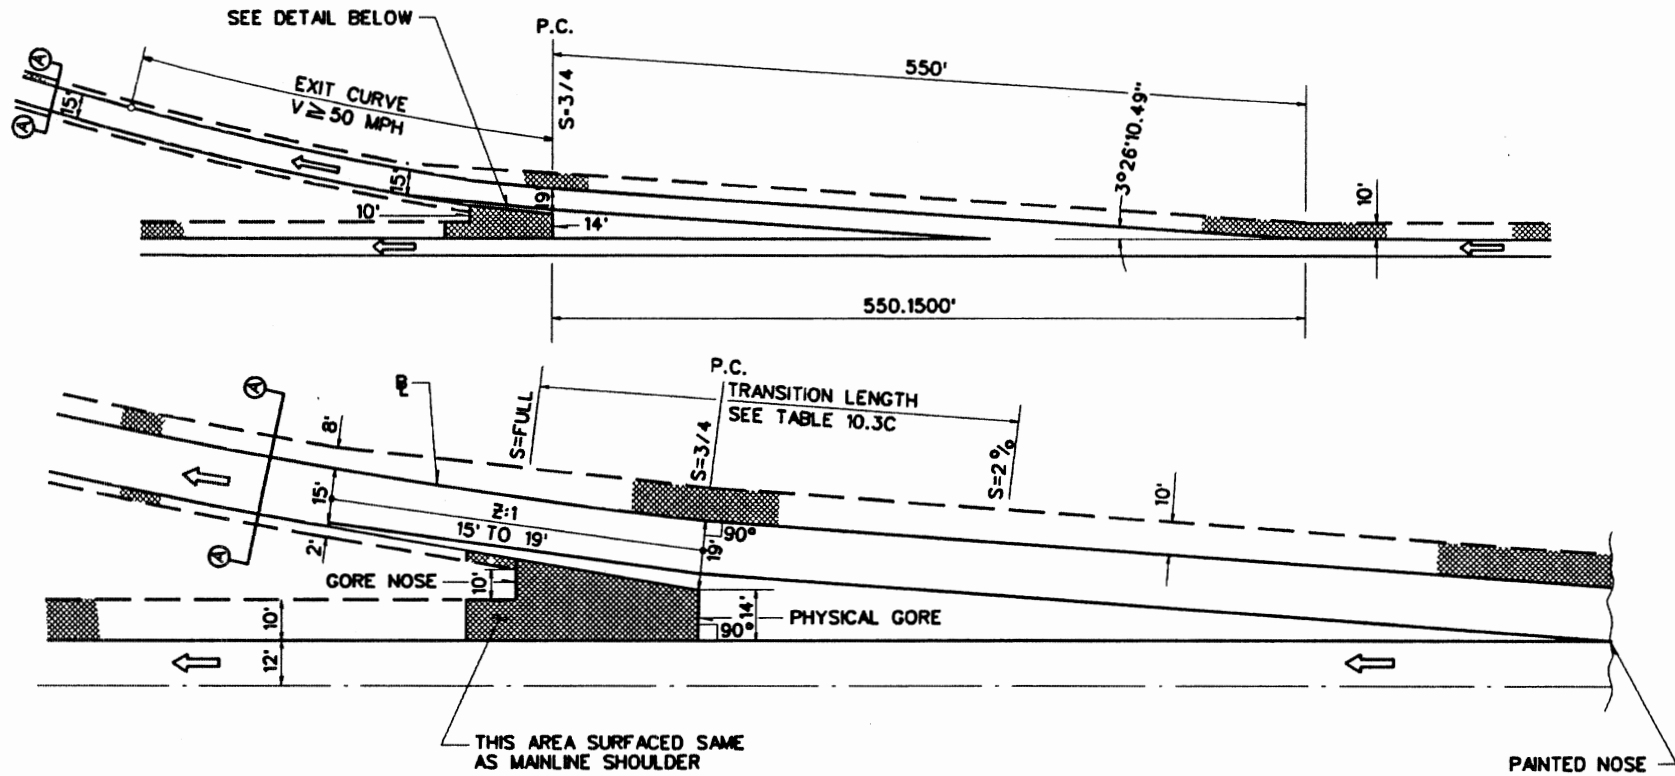 SEE DETAIL BELOW
P.C.
550'
EXIT CURVE
V ≧ 50 MPH
S=3/4
3°26'10.49"
A
A
15'
15'
19'
10'
14'
10'
550.1500'
P.C.
TRANSITION LENGTH
SEE TABLE 10.3C
A
A
8'
S=FULL
S=3/4
S=2%
10'
15'
Z:1
15' TO 19'
90°
19'
2'
GORE NOSE
10'
14'
PHYSICAL GORE
90°
10'
12'
THIS AREA SURFACED SAME
AS MAINLINE SHOULDER
PAINTED NOSE